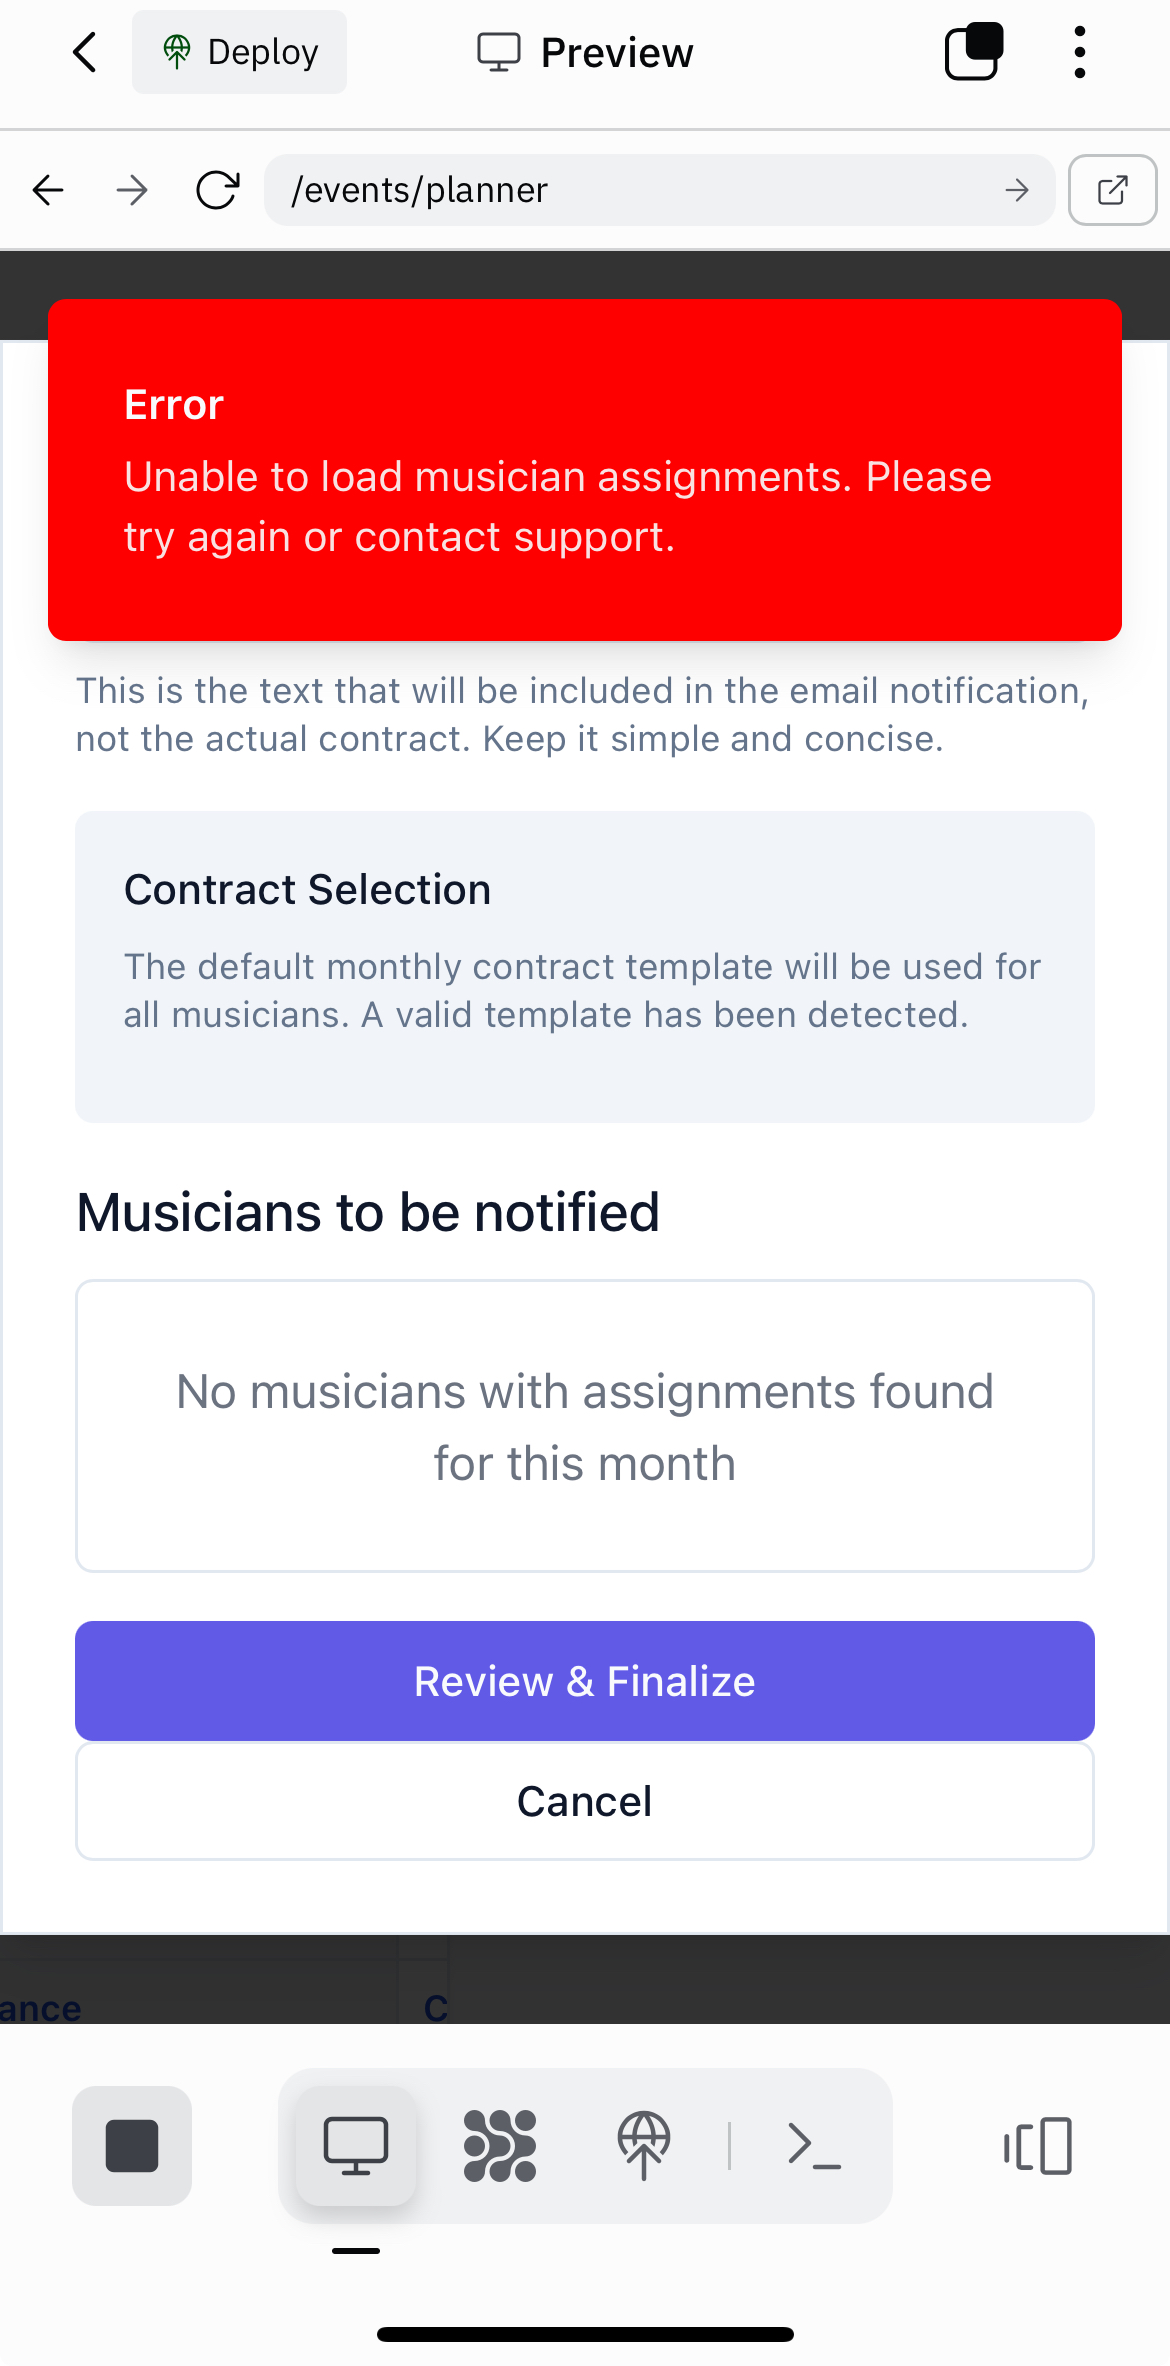 Deploy
Preview
/events/planner
Error
Unable to load musician assignments. Please
try again or contact support.
This is the text that will be included in the email notification,
not the actual contract. Keep it simple and concise.
Contract Selection
The default monthly contract template will be used for
all musicians. A valid template has been detected.
Musicians to be notified
No musicians with assignments found
for this month
Review & Finalize
Cancel
ance
C